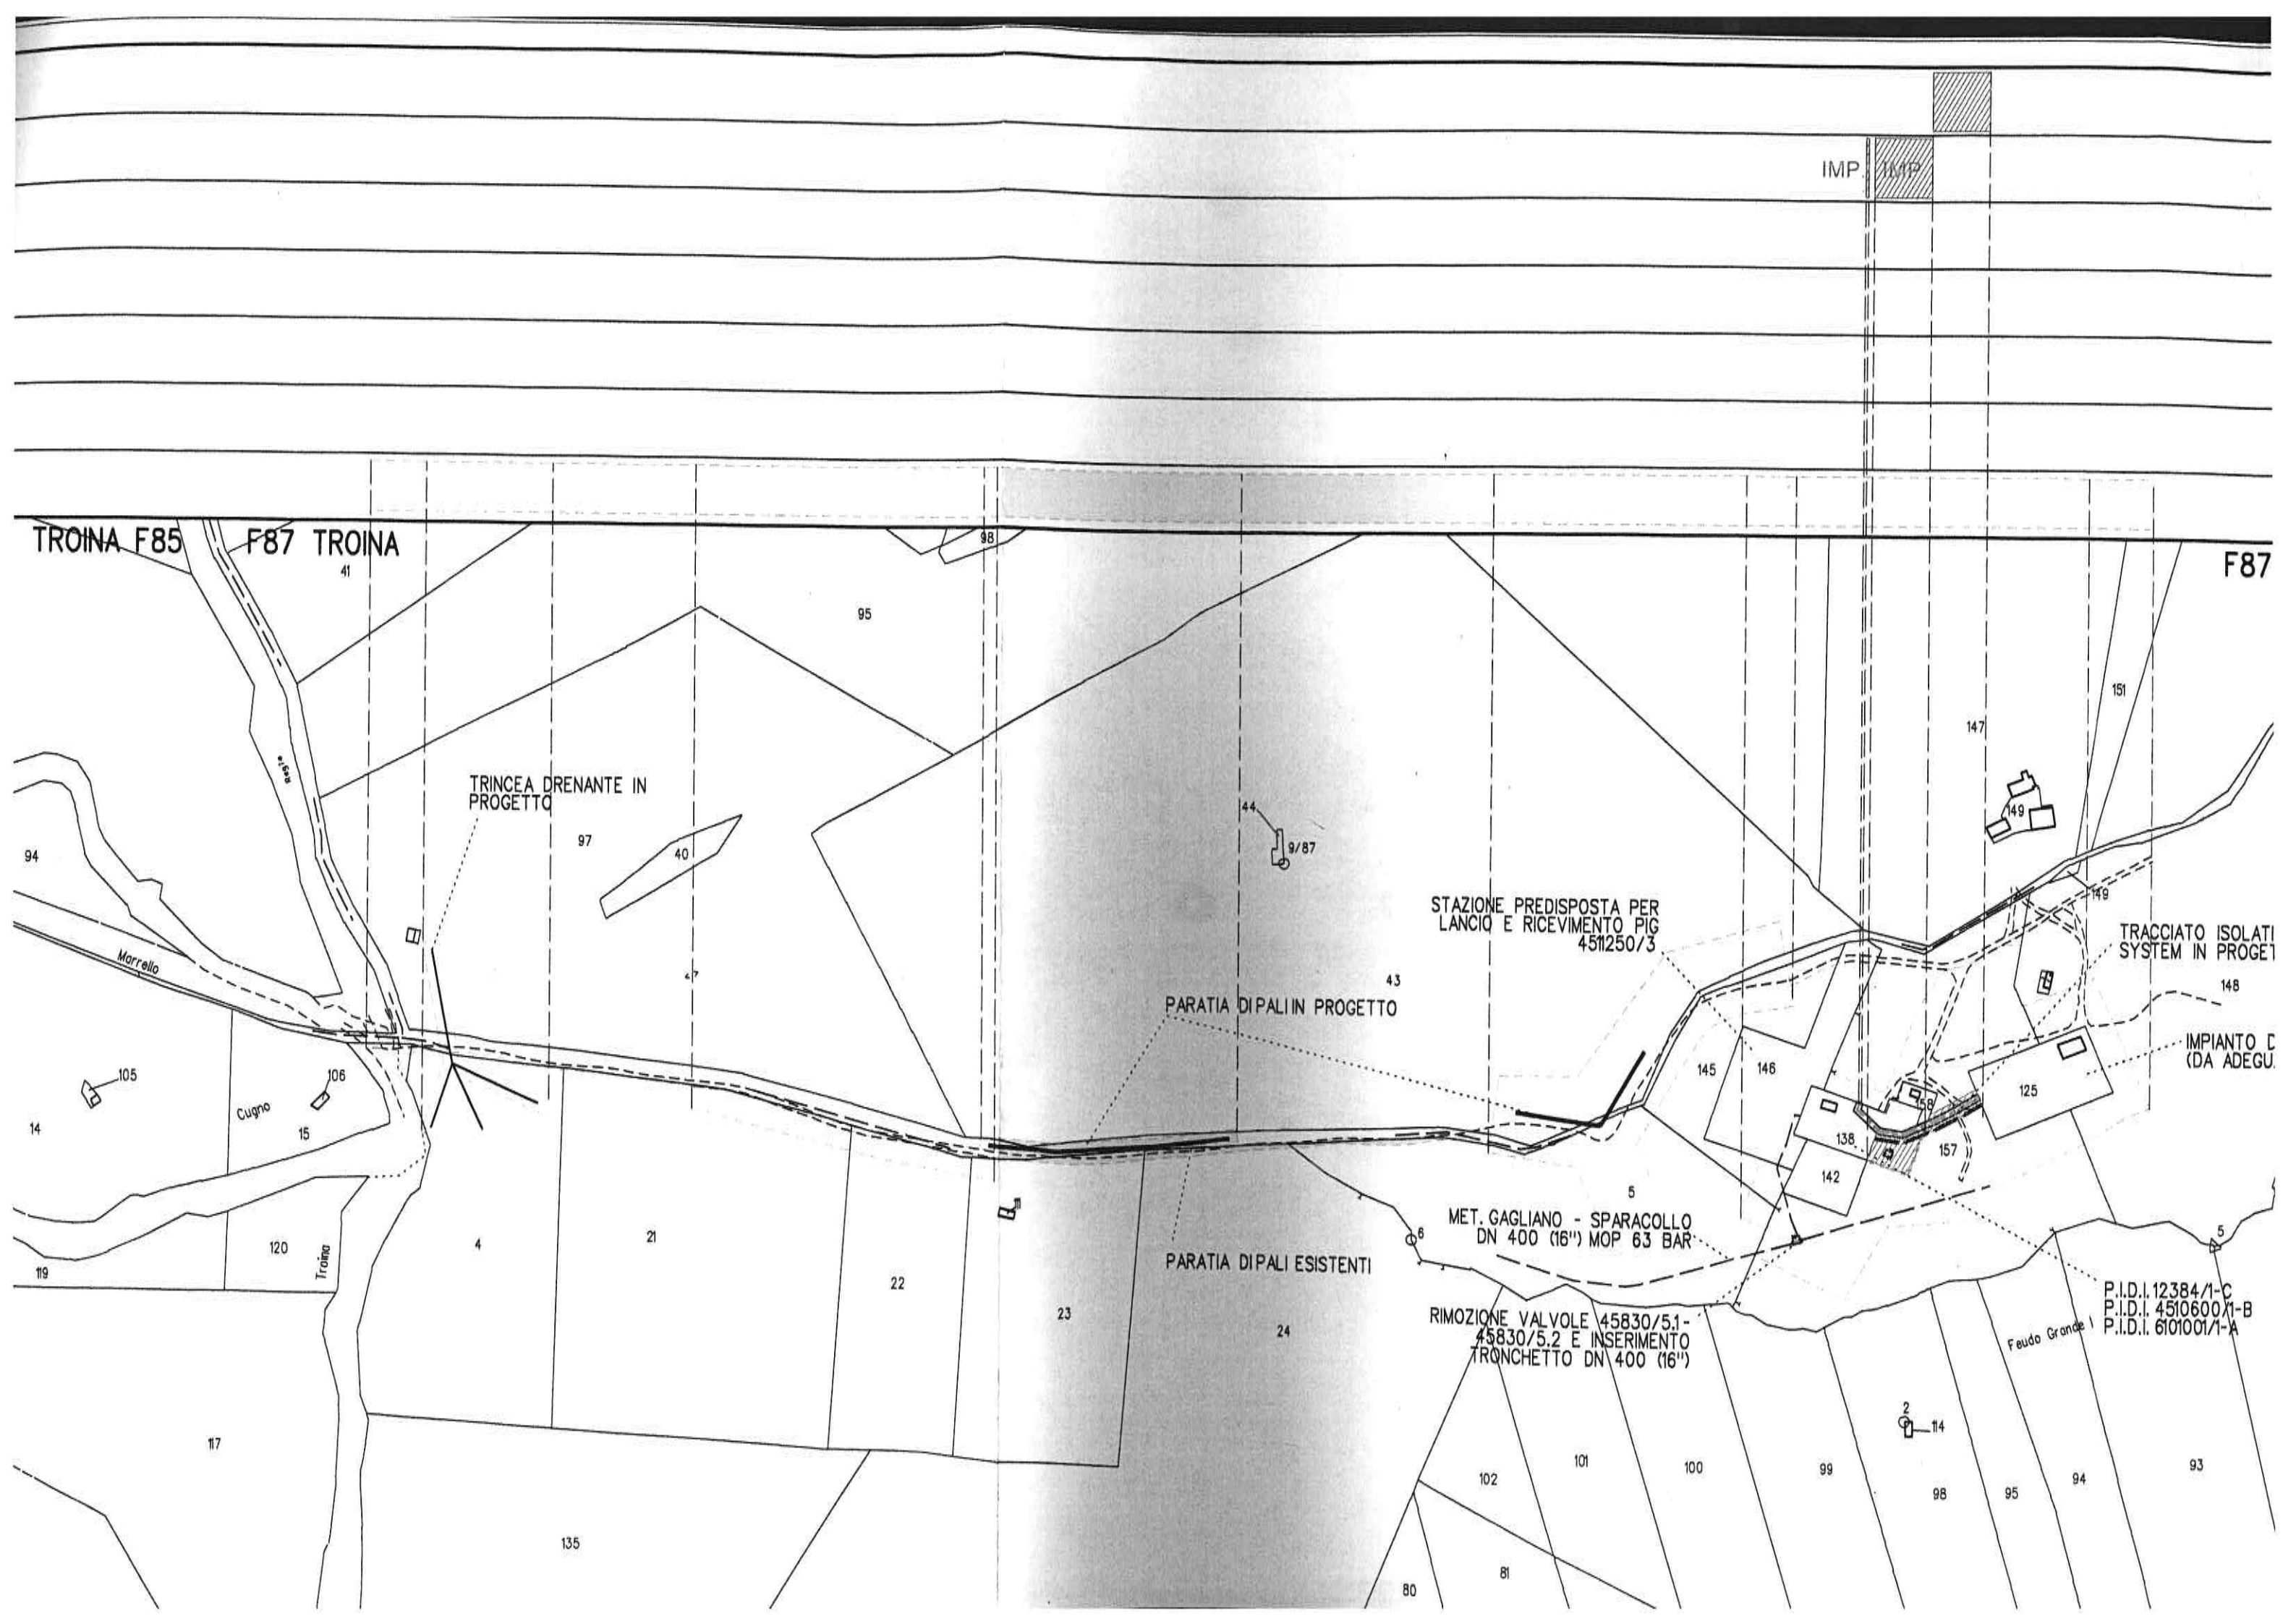 IMP.
IMP
TROINA F85
F87 TROINA
F87
41
98
95
151
147
Regia
TRINCEA DRENANTE IN
PROGETTO
97
40
44
9/87
149
94
STAZIONE PREDISPOSTA PER
LANCIO E RICEVIMENTO PIG
4511250/3
149
TRACCIATO ISOLATI
SYSTEM IN PROGET
Marrello
43
148
PARATIA DI PALI IN PROGETTO
IMPIANTO D
(DA ADEGU
105
106
145
146
125
Cugno
14
15
138
157
142
5
MET. GAGLIANO - SPARACOLLO
DN 400 (16") MOP 63 BAR
6
5
120
Troina
4
21
PARATIA DI PALI ESISTENTI
119
22
23
24
RIMOZIONE VALVOLE 45830/5.1-
45830/5.2 E INSERIMENTO
TRONCHETTO DN 400 (16")
P.I.D.I. 12384/1-C
P.I.D.I. 4510600/1-B
P.I.D.I. 6101001/1-A
Feudo Grande
2
114
117
102
101
100
99
98
95
94
93
135
80
81